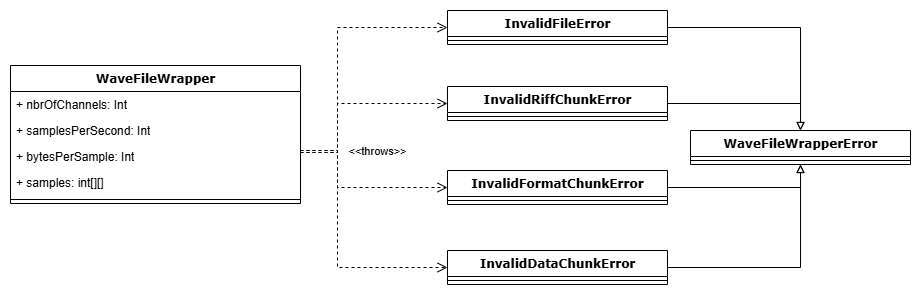 WaveFileWrapper
+ nbrOfChannels: Int
+ samplesPerSecond: Int
+ bytesPerSample: Int
+ samples: int[][]
<<throws>>
InvalidFileError
InvalidRiffChunkError
InvalidFormatChunkError
InvalidDataChunkError
WaveFileWrapperError